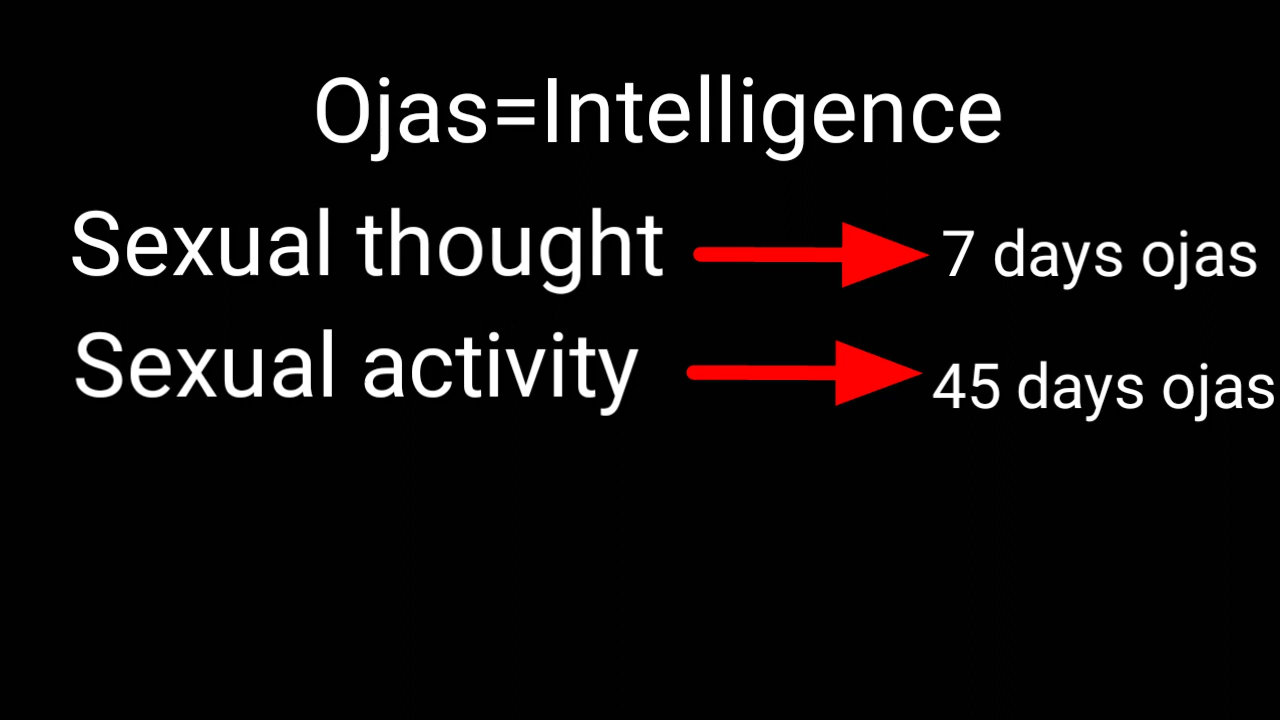 Ojas=Intelligence
Sexual thought 7 days ojas
Sexual activity 45 days ojas